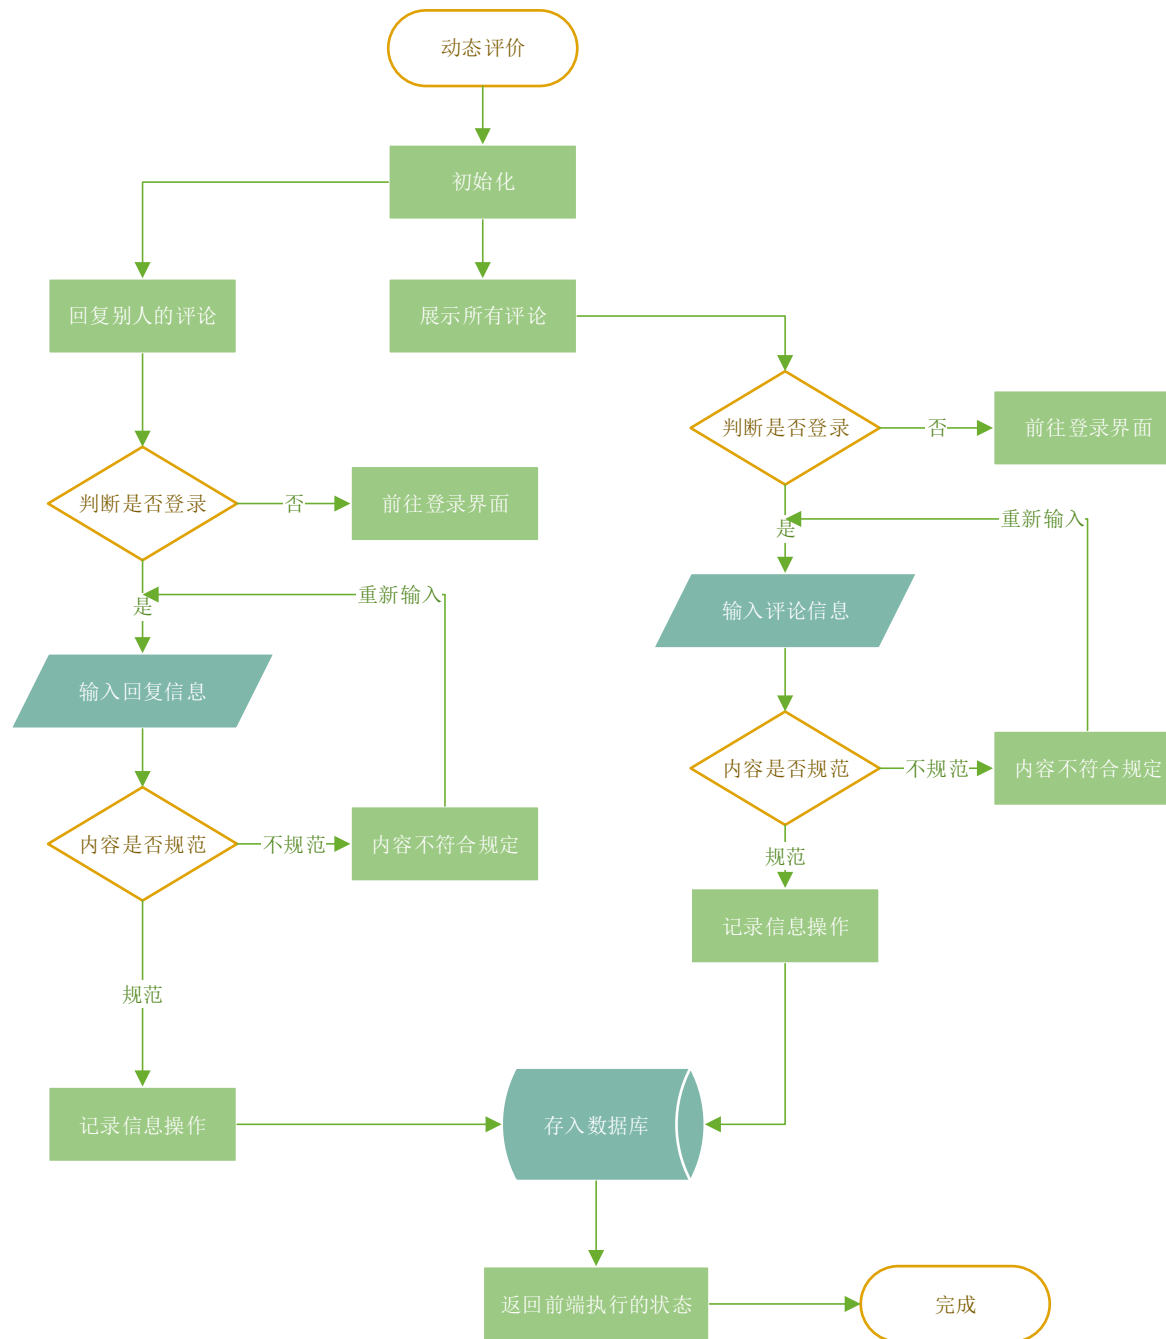 动态评价
初始化
回复别人的评论
展示所有评论
判断是否登录
否
前往登录界面
判断是否登录
否
前往登录界面
重新输入
是
重新输入
是
输入评论信息
输入回复信息
内容是否规范
不规范
内容不符合规定
内容是否规范
不规范
内容不符合规定
规范
记录信息操作
规范
记录信息操作
存入数据库
返回前端执行的状态
完成